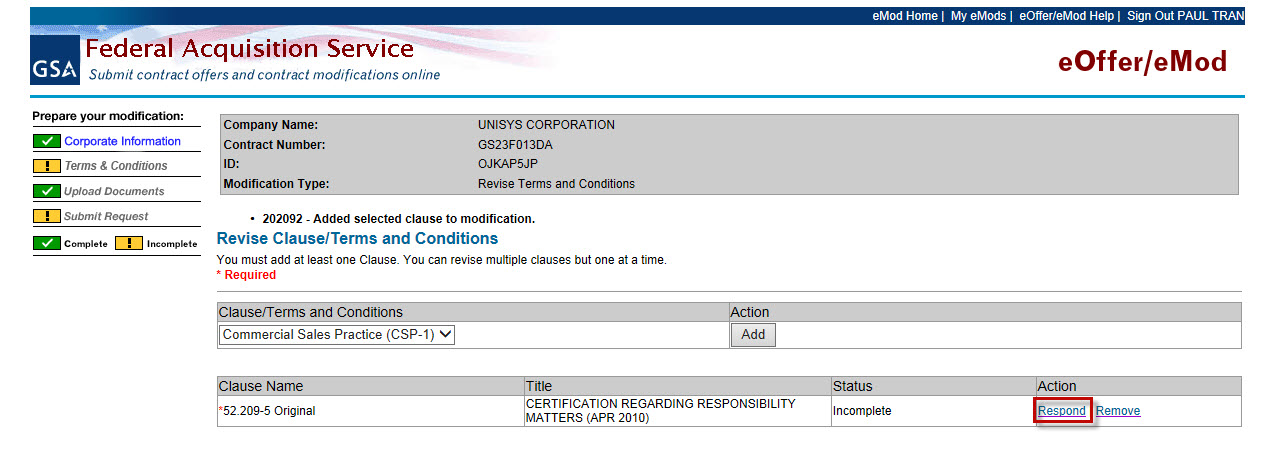 eMod Home | My eMods | eOffer/eMod Help | Sign Out PAUL TRAN
GSA
Federal Acquisition Service
Submit contract offers and contract modifications online
eOffer/eMod
Prepare your modification:
Corporate Information
! Terms & Conditions
Upload Documents
! Submit Request
Complete ! Incomplete
Company Name: UNISYS CORPORATION
Contract Number: GS23F013DA
ID: OJKAP5JP
Modification Type: Revise Terms and Conditions
• 202092 - Added selected clause to modification.
Revise Clause/Terms and Conditions
You must add at least one Clause. You can revise multiple clauses but one at a time.
* Required
Clause/Terms and Conditions Action
Commercial Sales Practice (CSP-1) Add
Clause Name Title Status Action
*52.209-5 Original CERTIFICATION REGARDING RESPONSIBILITY MATTERS (APR 2010) Incomplete Respond Remove